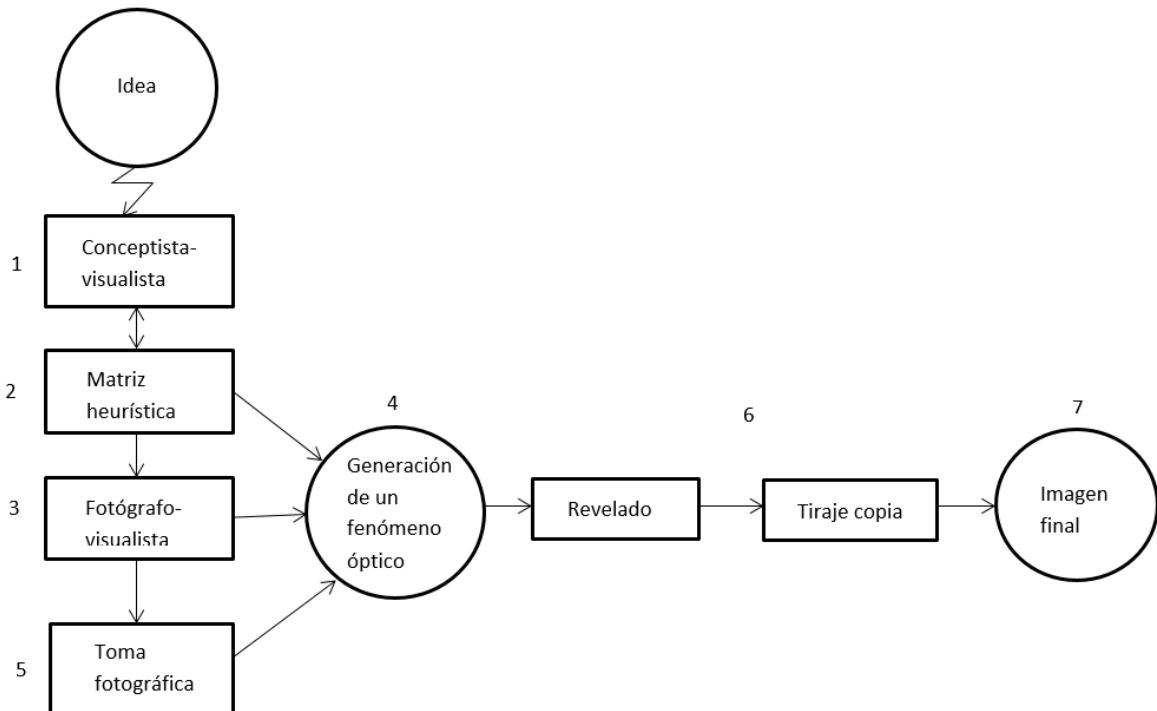 Idea
1
Conceptista-
visualista
2
Matriz
heurística
3
Fotógrafo-
visualista
4
Generación
de un
fenómeno
óptico
5
Toma
fotográfica
6
Revelado
Tiraje copia
7
Imagen
final